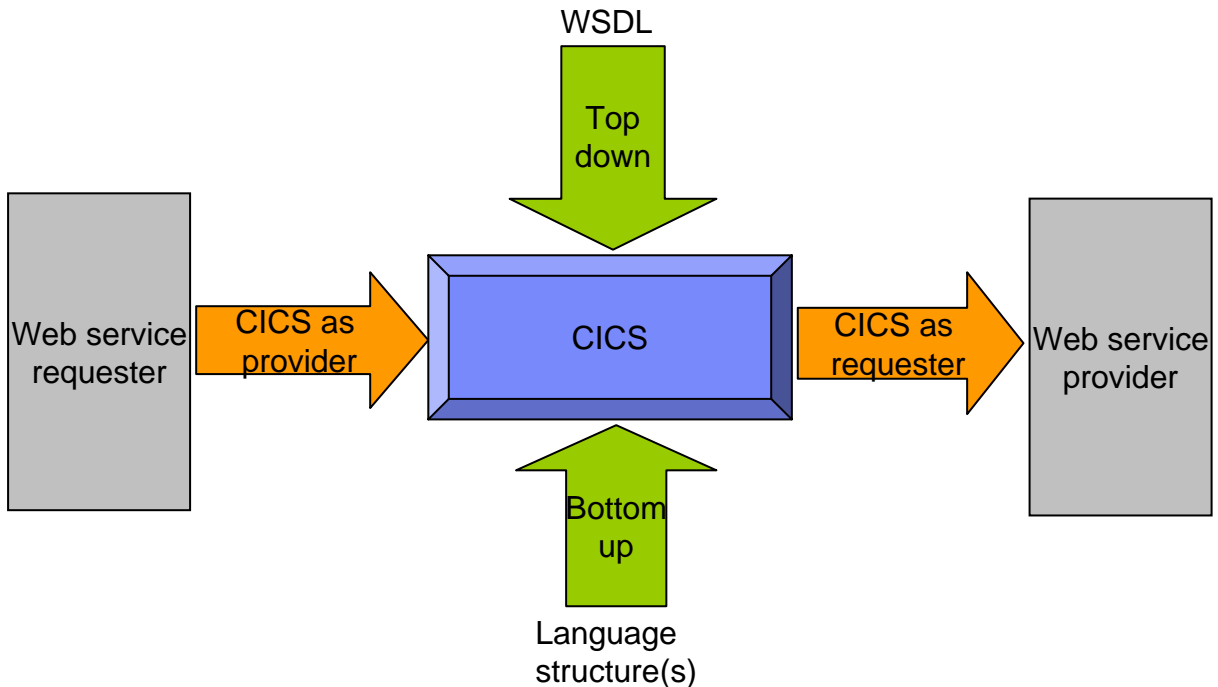 WSDL
Top
down
Web service
requester
CICS as
provider
CICS
CICS as
requester
Web service
provider
Bottom
up
Language
structure(s)